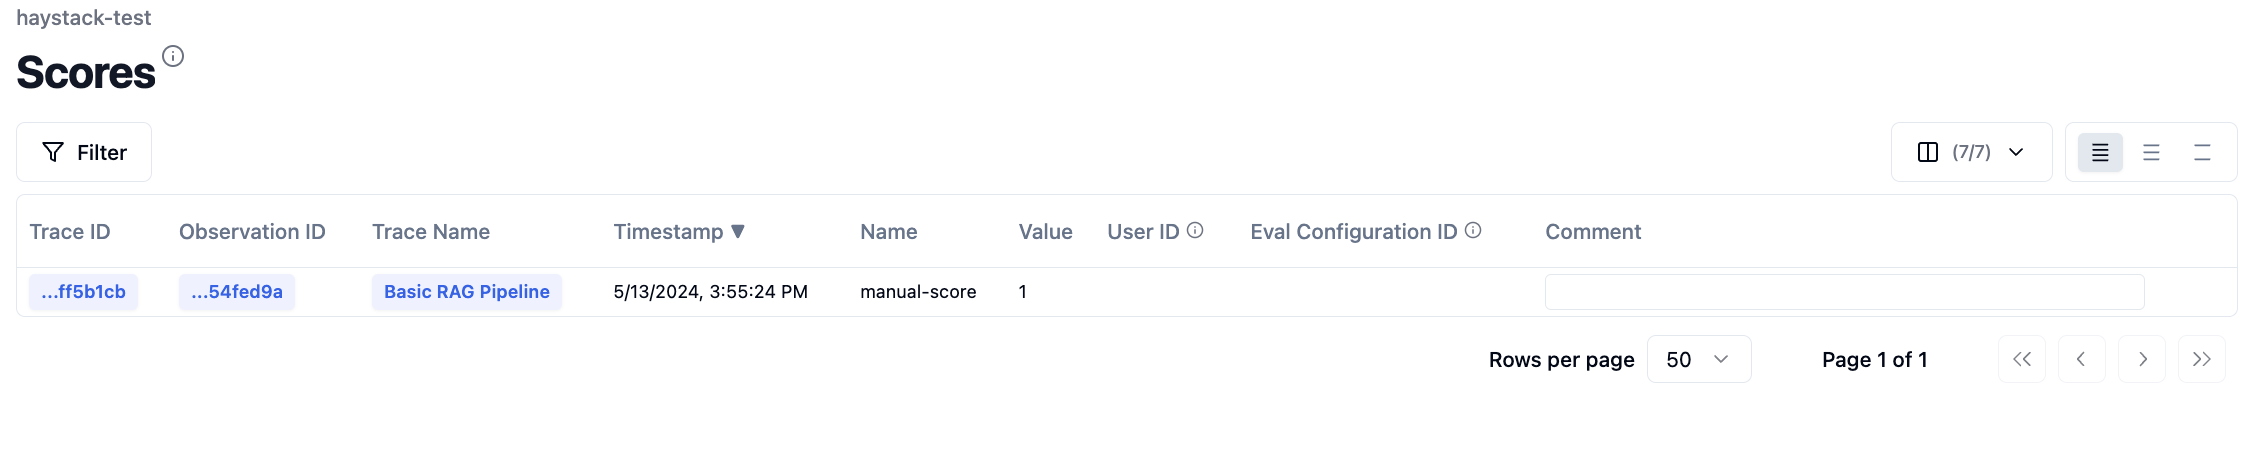 haystack-test
Scores
Filter
(7/7)
Trace ID Observation ID Trace Name Timestamp ▼ Name Value User ID Eval Configuration ID Comment
...ff5b1cb ...54fed9a Basic RAG Pipeline 5/13/2024, 3:55:24 PM manual-score 1
Rows per page 50 Page 1 of 1